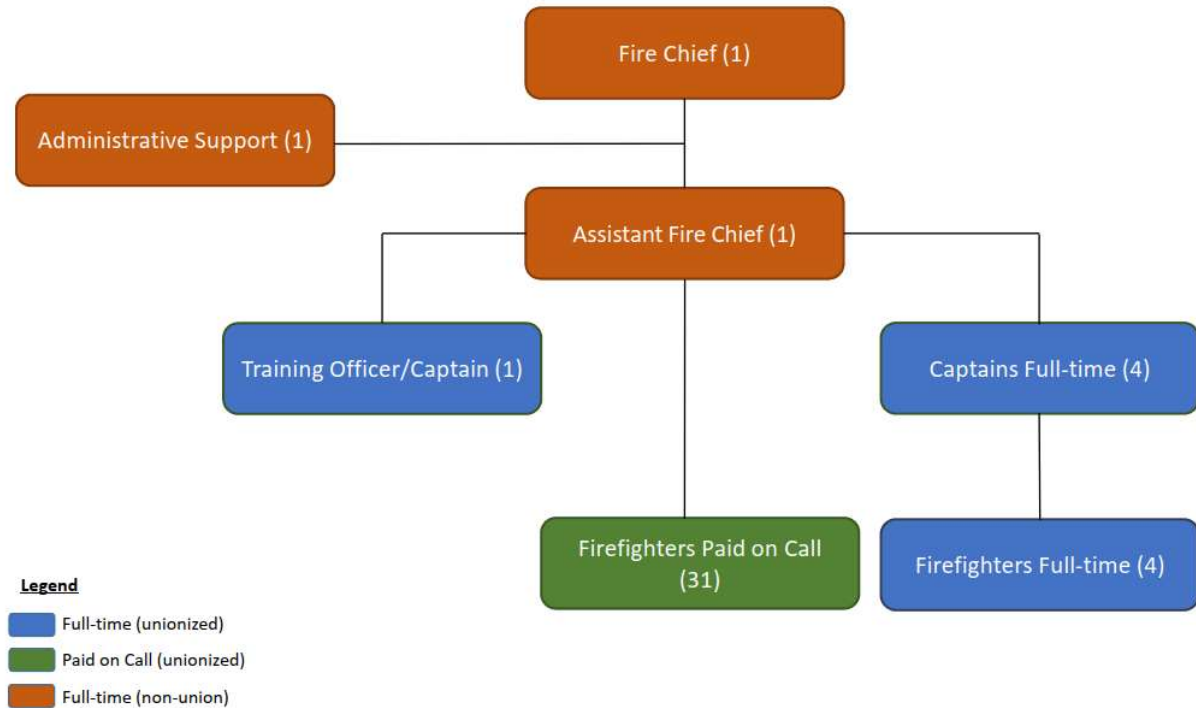 Fire Chief (1)
Administrative Support (1)
Assistant Fire Chief (1)
Training Officer/Captain (1)
Captains Full-time (4)
Firefighters Paid on Call
(31)
Firefighters Full-time (4)
Legend
Full-time (unionized)
Paid on Call (unionized)
Full-time (non-union)